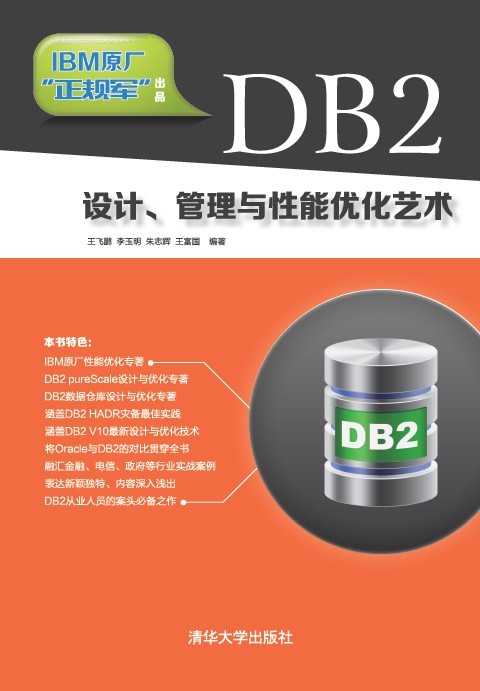 IBM原厂
“正规军”
出品
DB2
设计、管理与性能优化艺术
王飞鹏 李玉明 朱志辉 王富国 编著
本书特色：
IBM原厂性能优化专著
DB2 pureScale设计与优化专著
DB2数据仓库设计与优化专著
涵盖DB2 HADR灾备最佳实践
涵盖DB2 V10最新设计与优化技术
将Oracle与DB2的对比贯穿全书
融汇金融、电信、政府等行业实战案例
表达新颖独特、内容深入浅出
DB2从业人员的案头必备之作
DB2
清华大学出版社